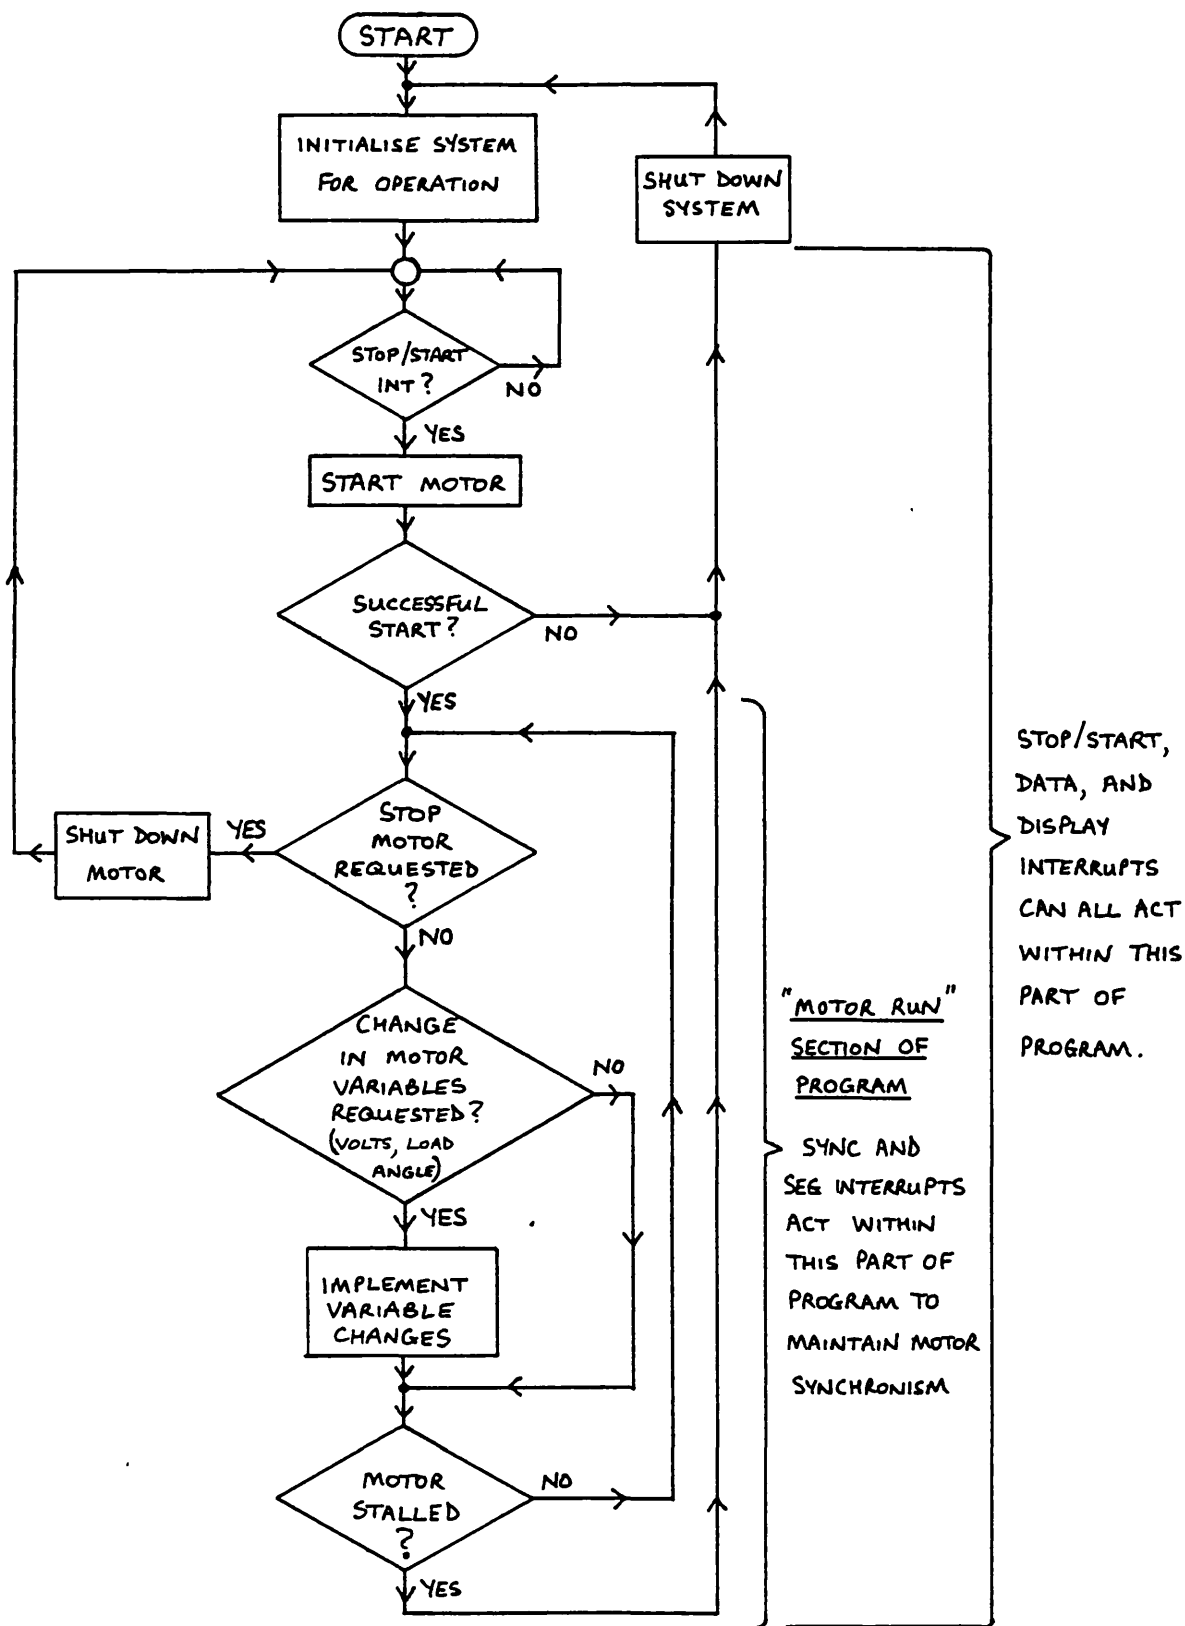 START
INITIALISE SYSTEM
FOR OPERATION
SHUT DOWN
SYSTEM
STOP/START
INT?
NO
YES
START MOTOR
SUCCESSFUL
START?
NO
YES
STOP
MOTOR
REQUESTED
?
YES
SHUT DOWN
MOTOR
NO
CHANGE
IN MOTOR
VARIABLES
REQUESTED?
(VOLTS, LOAD
ANGLE)
NO
YES
IMPLEMENT
VARIABLE
CHANGES
MOTOR
STALLED
?
NO
YES
"MOTOR RUN"
SECTION OF
PROGRAM
SYNC AND
SEG INTERRUPTS
ACT WITHIN
THIS PART OF
PROGRAM TO
MAINTAIN MOTOR
SYNCHRONISM
STOP/START,
DATA, AND
DISPLAY
INTERRUPTS
CAN ALL ACT
WITHIN THIS
PART OF
PROGRAM.